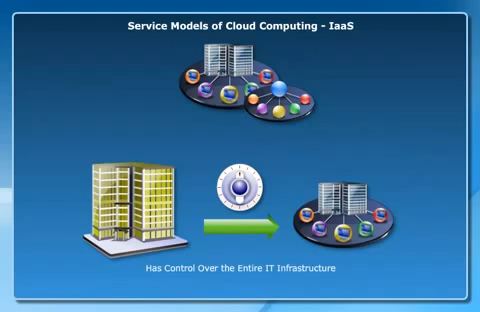 Service Models of Cloud Computing - IaaS
Has Control Over the Entire IT Infrastructure